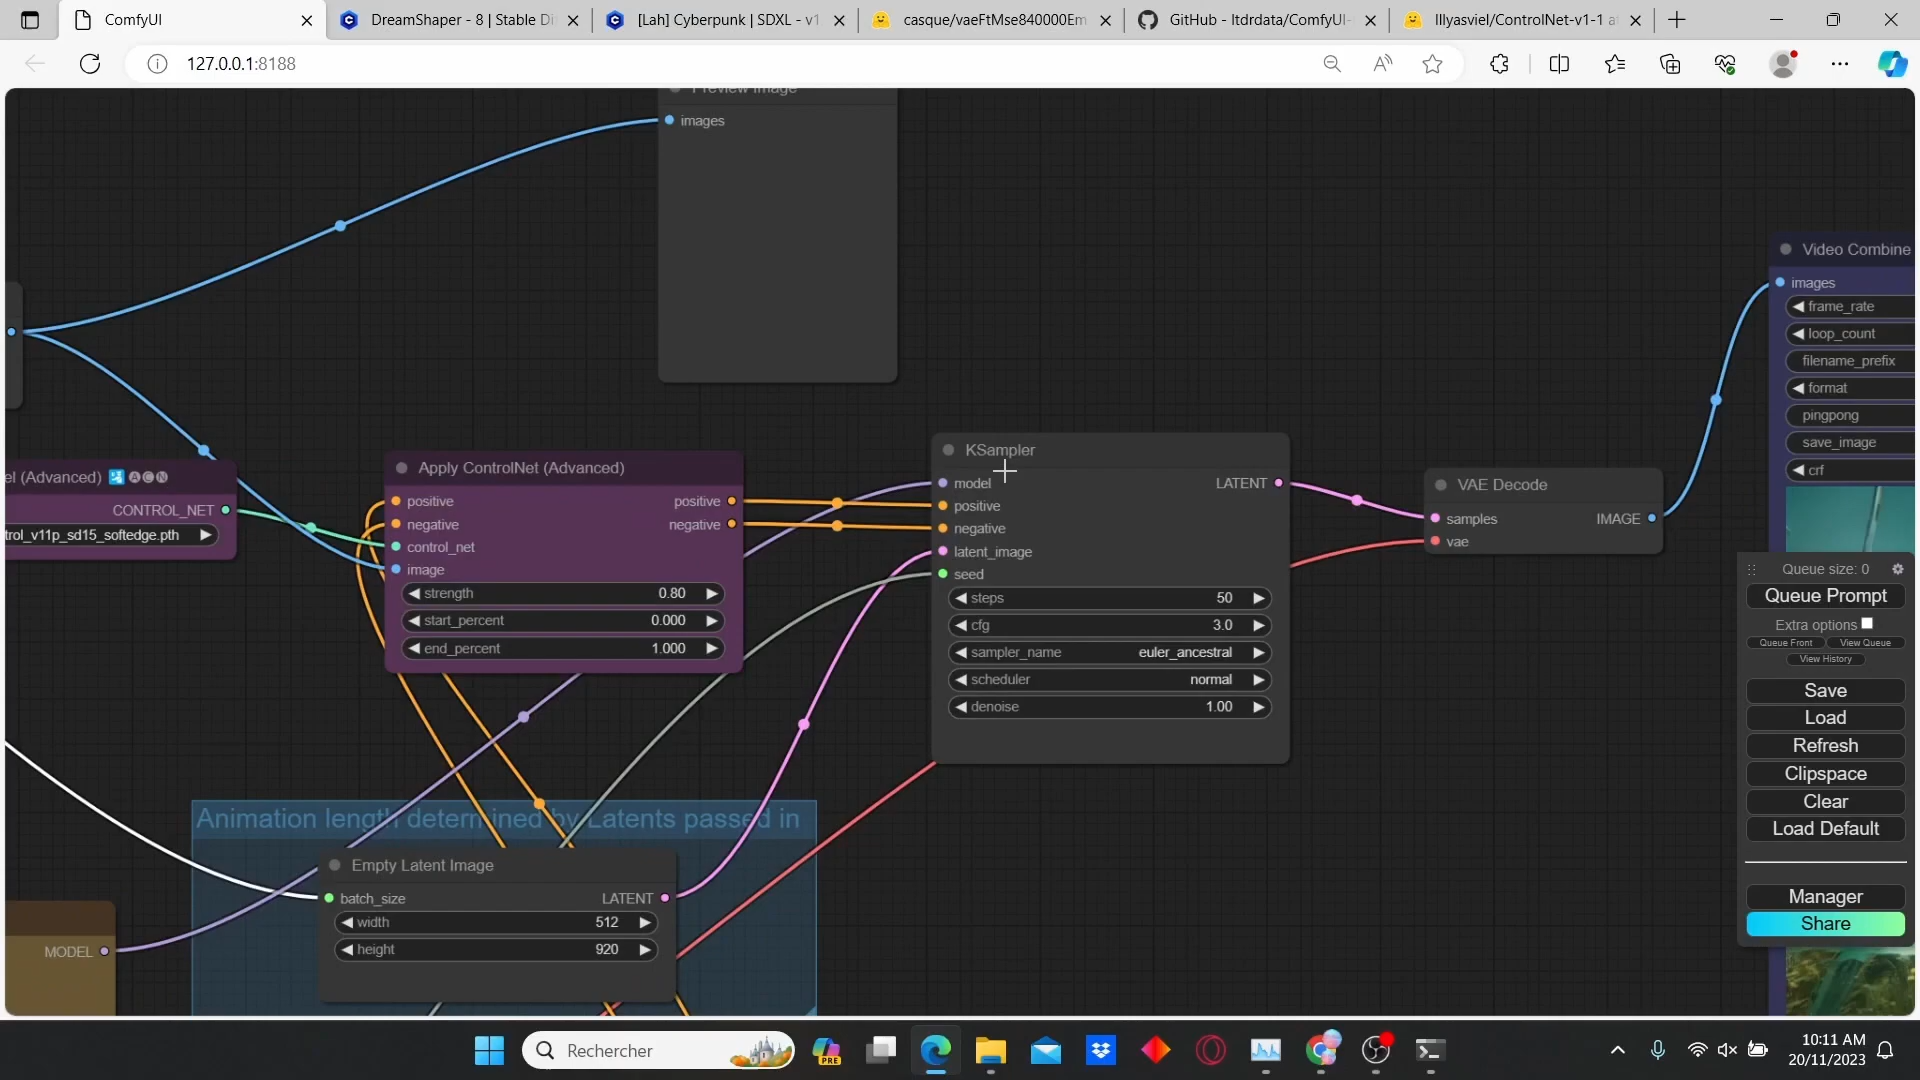 ComfyUI
DreamShaper - 8 | Stable Di
[Lah] Cyberpunk | SDXL - v1
casque/vaeFtMse840000Em
GitHub - ltdrdata/ComfyUI-
lllyasviel/ControlNet-v1-1 a
127.0.0.1:8188
Preview Image
images
Video Combine
images
frame_rate
loop_count
filename_prefix
format
pingpong
save_image
crf
el (Advanced)
CONTROL_NET
trol_v11p_sd15_softedge.pth
Apply ControlNet (Advanced)
positive positive
negative negative
control_net
image
strength 0.80
start_percent 0.000
end_percent 1.000
KSampler
model LATENT
positive
negative
latent_image
seed
steps 50
cfg 3.0
sampler_name euler_ancestral
scheduler normal
denoise 1.00
VAE Decode
samples IMAGE
vae
Queue size: 0
Queue Prompt
Extra options
Queue Front View Queue
View History
Save
Load
Refresh
Clipspace
Clear
Load Default
Manager
Share
Animation length determined by Latents passed in
Empty Latent Image
batch_size LATENT
width 512
height 920
MODEL
Rechercher
PRE
10:11 AM
20/11/2023